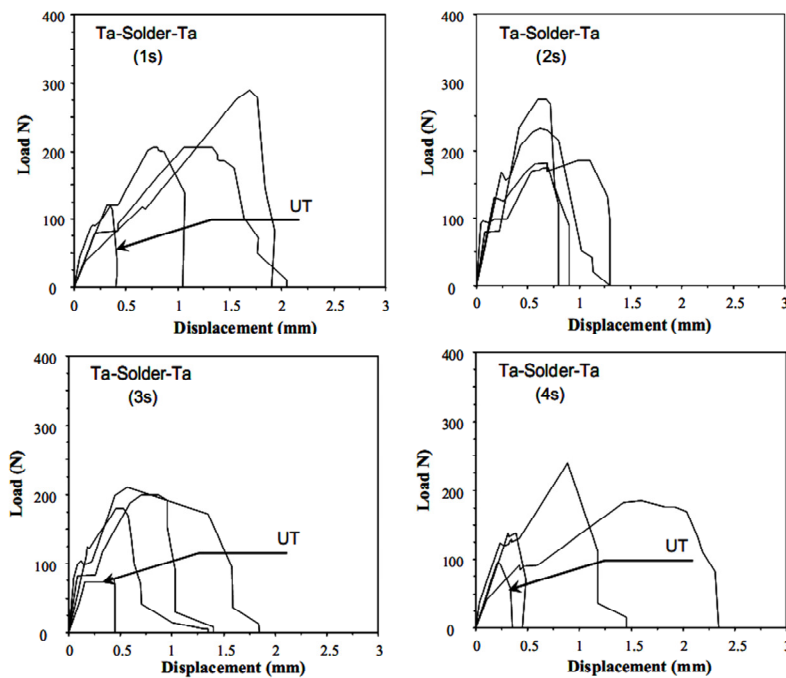 Ta-Solder-Ta
(1s)
400
300
200
100
0
Load N)
UT
0 0.5 1 1.5 2 2.5 3
Displacement (mm)
Ta-Solder-Ta
(2s)
400
300
200
100
0
Load (N)
0 0.5 1 1.5 2 2.5 3
Displacement (mm)
Ta-Solder-Ta
(3s)
400
300
200
100
0
Load (N)
UT
0 0.5 1 1.5 2 2.5 3
Displacement (mm)
Ta-Solder-Ta
(4s)
400
300
200
100
0
Load N)
UT
0 0.5 1 1.5 2 2.5 3
Displacement (mm)